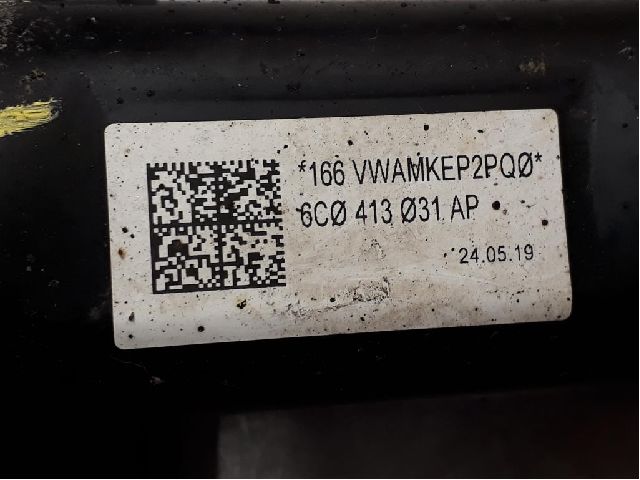 *166 VWAMKEP2PQØ*
6CØ 413 Ø31 AP
24.05.19